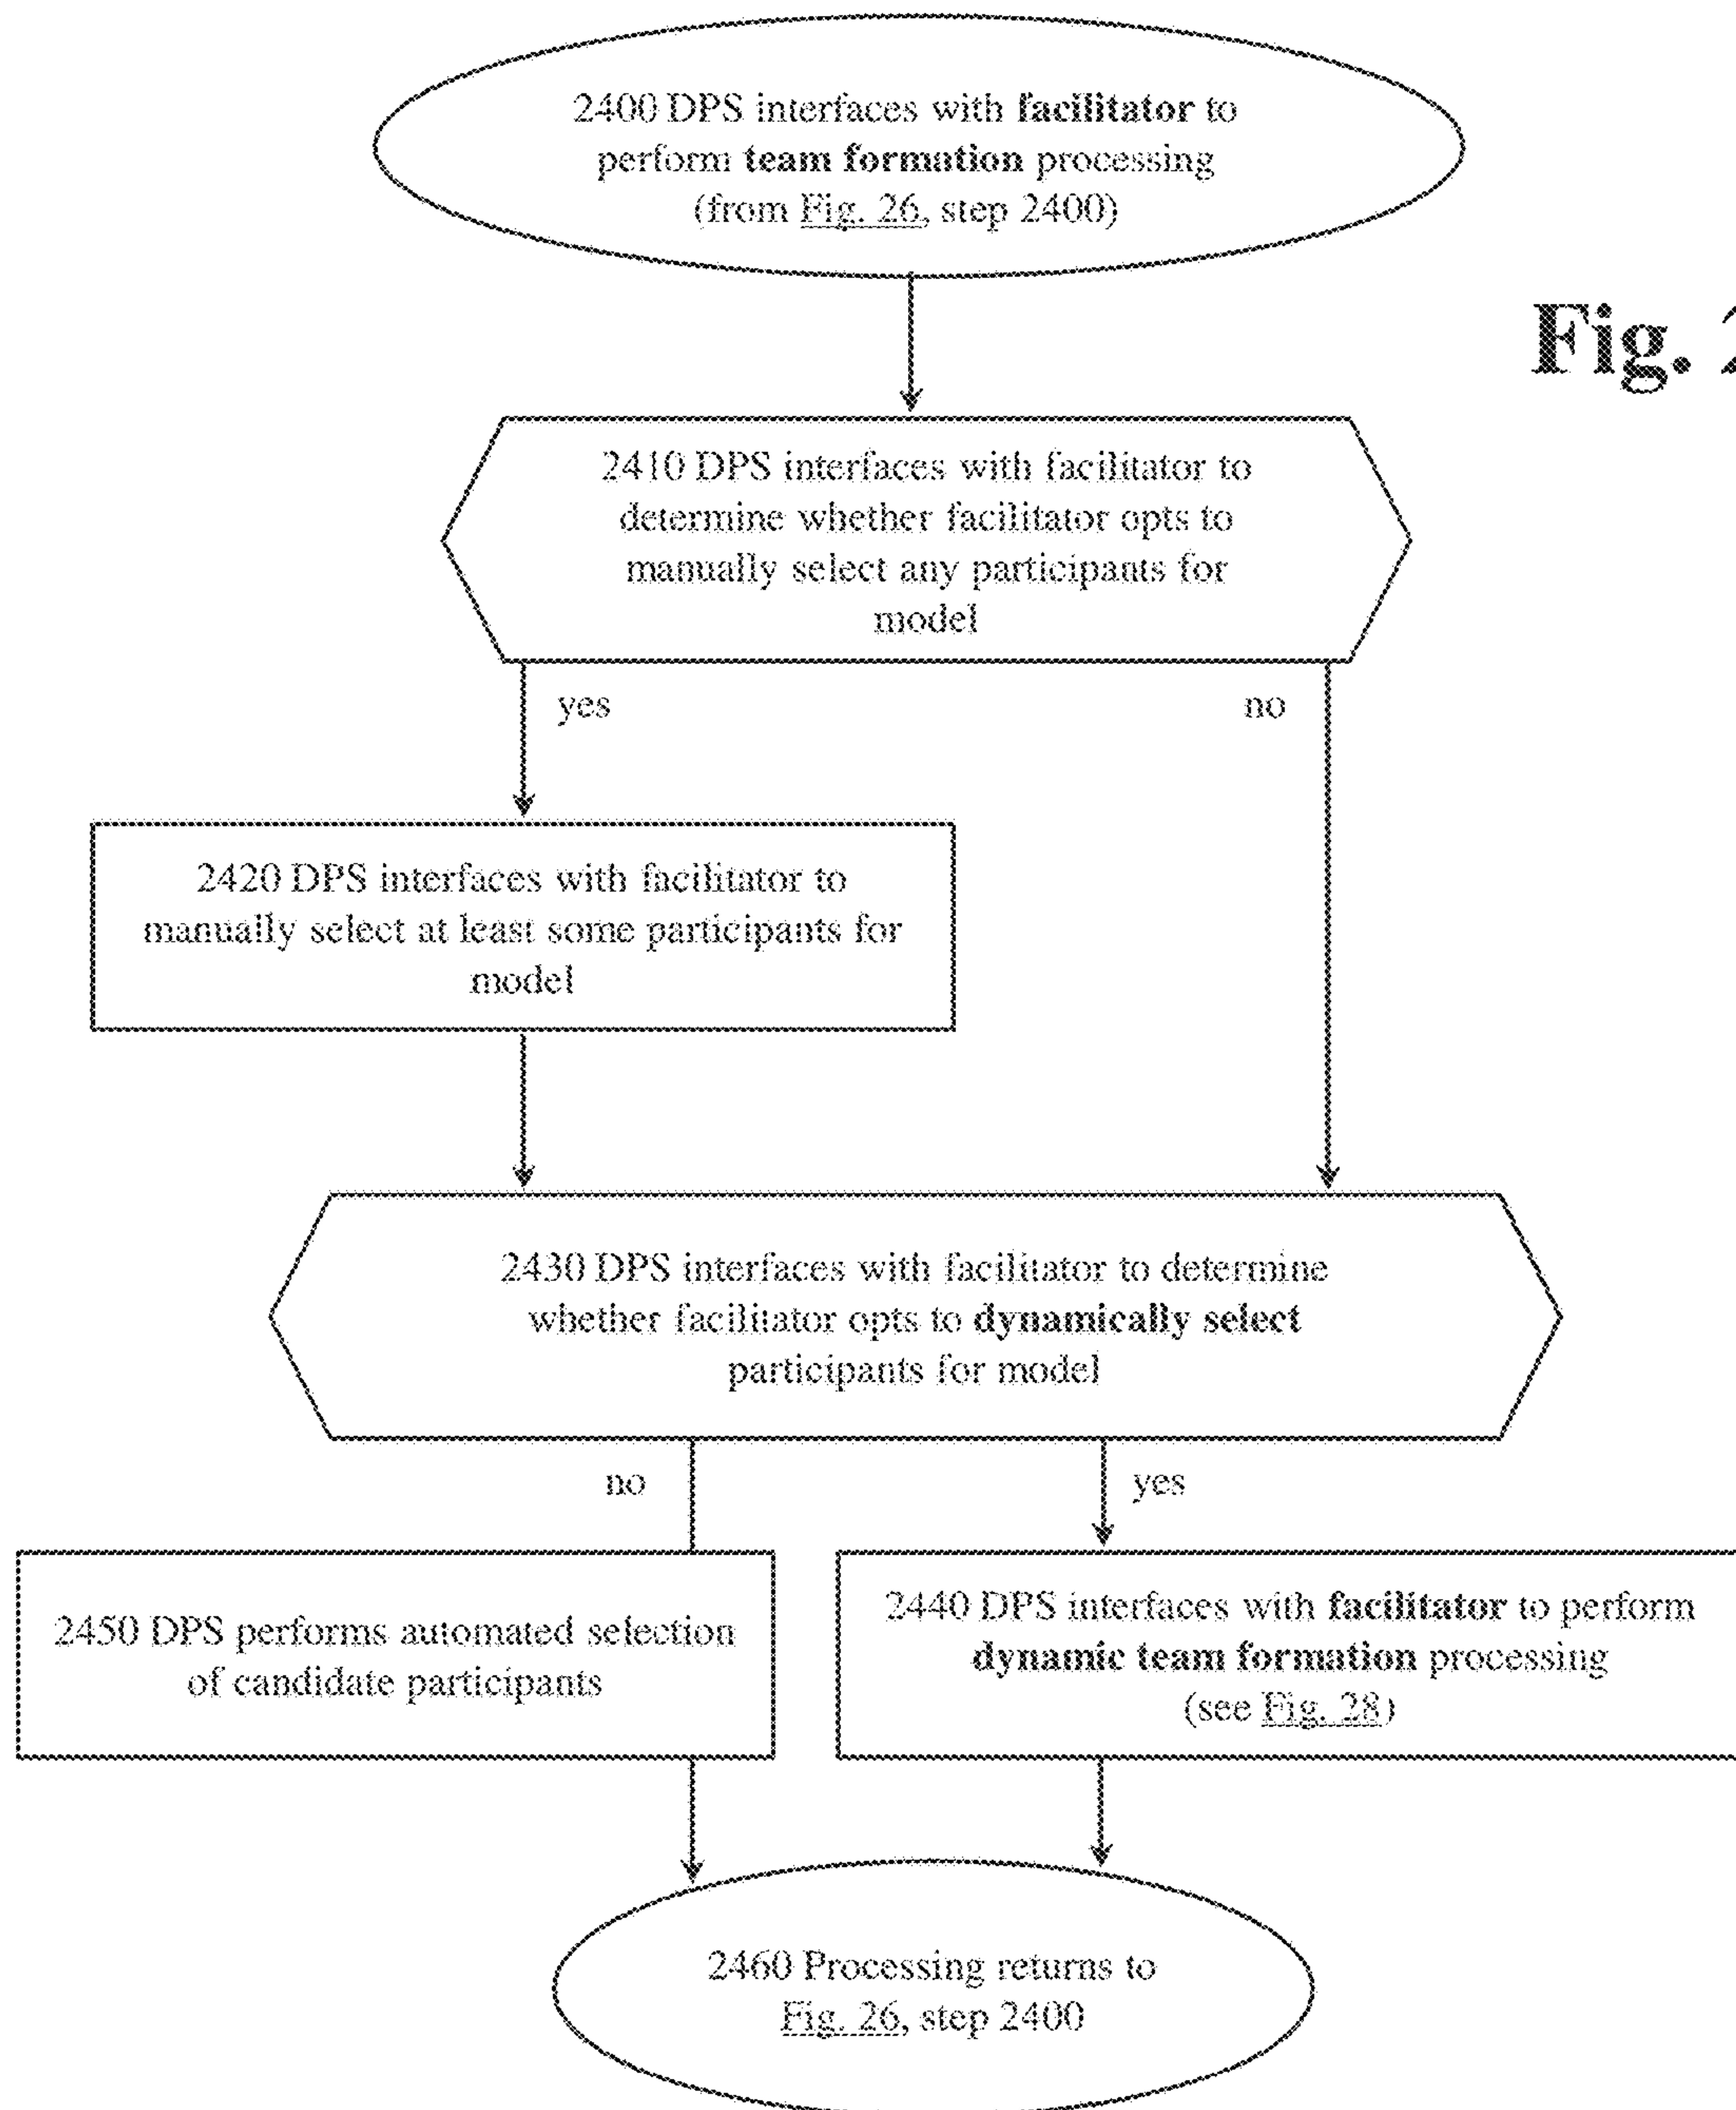 2400 DPS interfaces with facilitator to
perform team formation processing
(from Fig. 26, step 2400)
Fig.
2410 DPS interfaces with facilitator to
determine whether facilitator opts to
manually select any participants for
model
yes
no
2420 DPS interfaces with facilitator to
manually select at least some participants for
model
2430 DPS interfaces with facilitator to determine
whether facilitator opts to dynamically select
participants for model
no
yes
2450 DPS performs automated selection
of candidate participants
2440 DPS interfaces with facilitator to perform
dynamic team formation processing
(see Fig. 28)
2460 Processing returns to
Fig. 26, step 2400